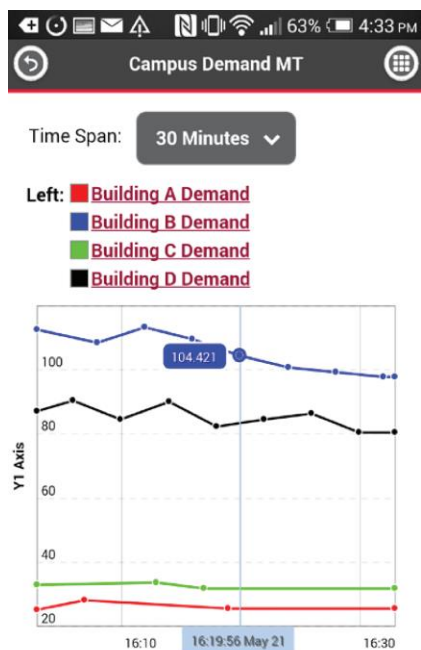 63% 4:33 PM
Campus Demand MT
Time Span: 30 Minutes
Left: Building A Demand
Building B Demand
Building C Demand
Building D Demand
100
104.421
80
Y1 Axis
60
40
20
16:10 16:19:56 May 21 16:30